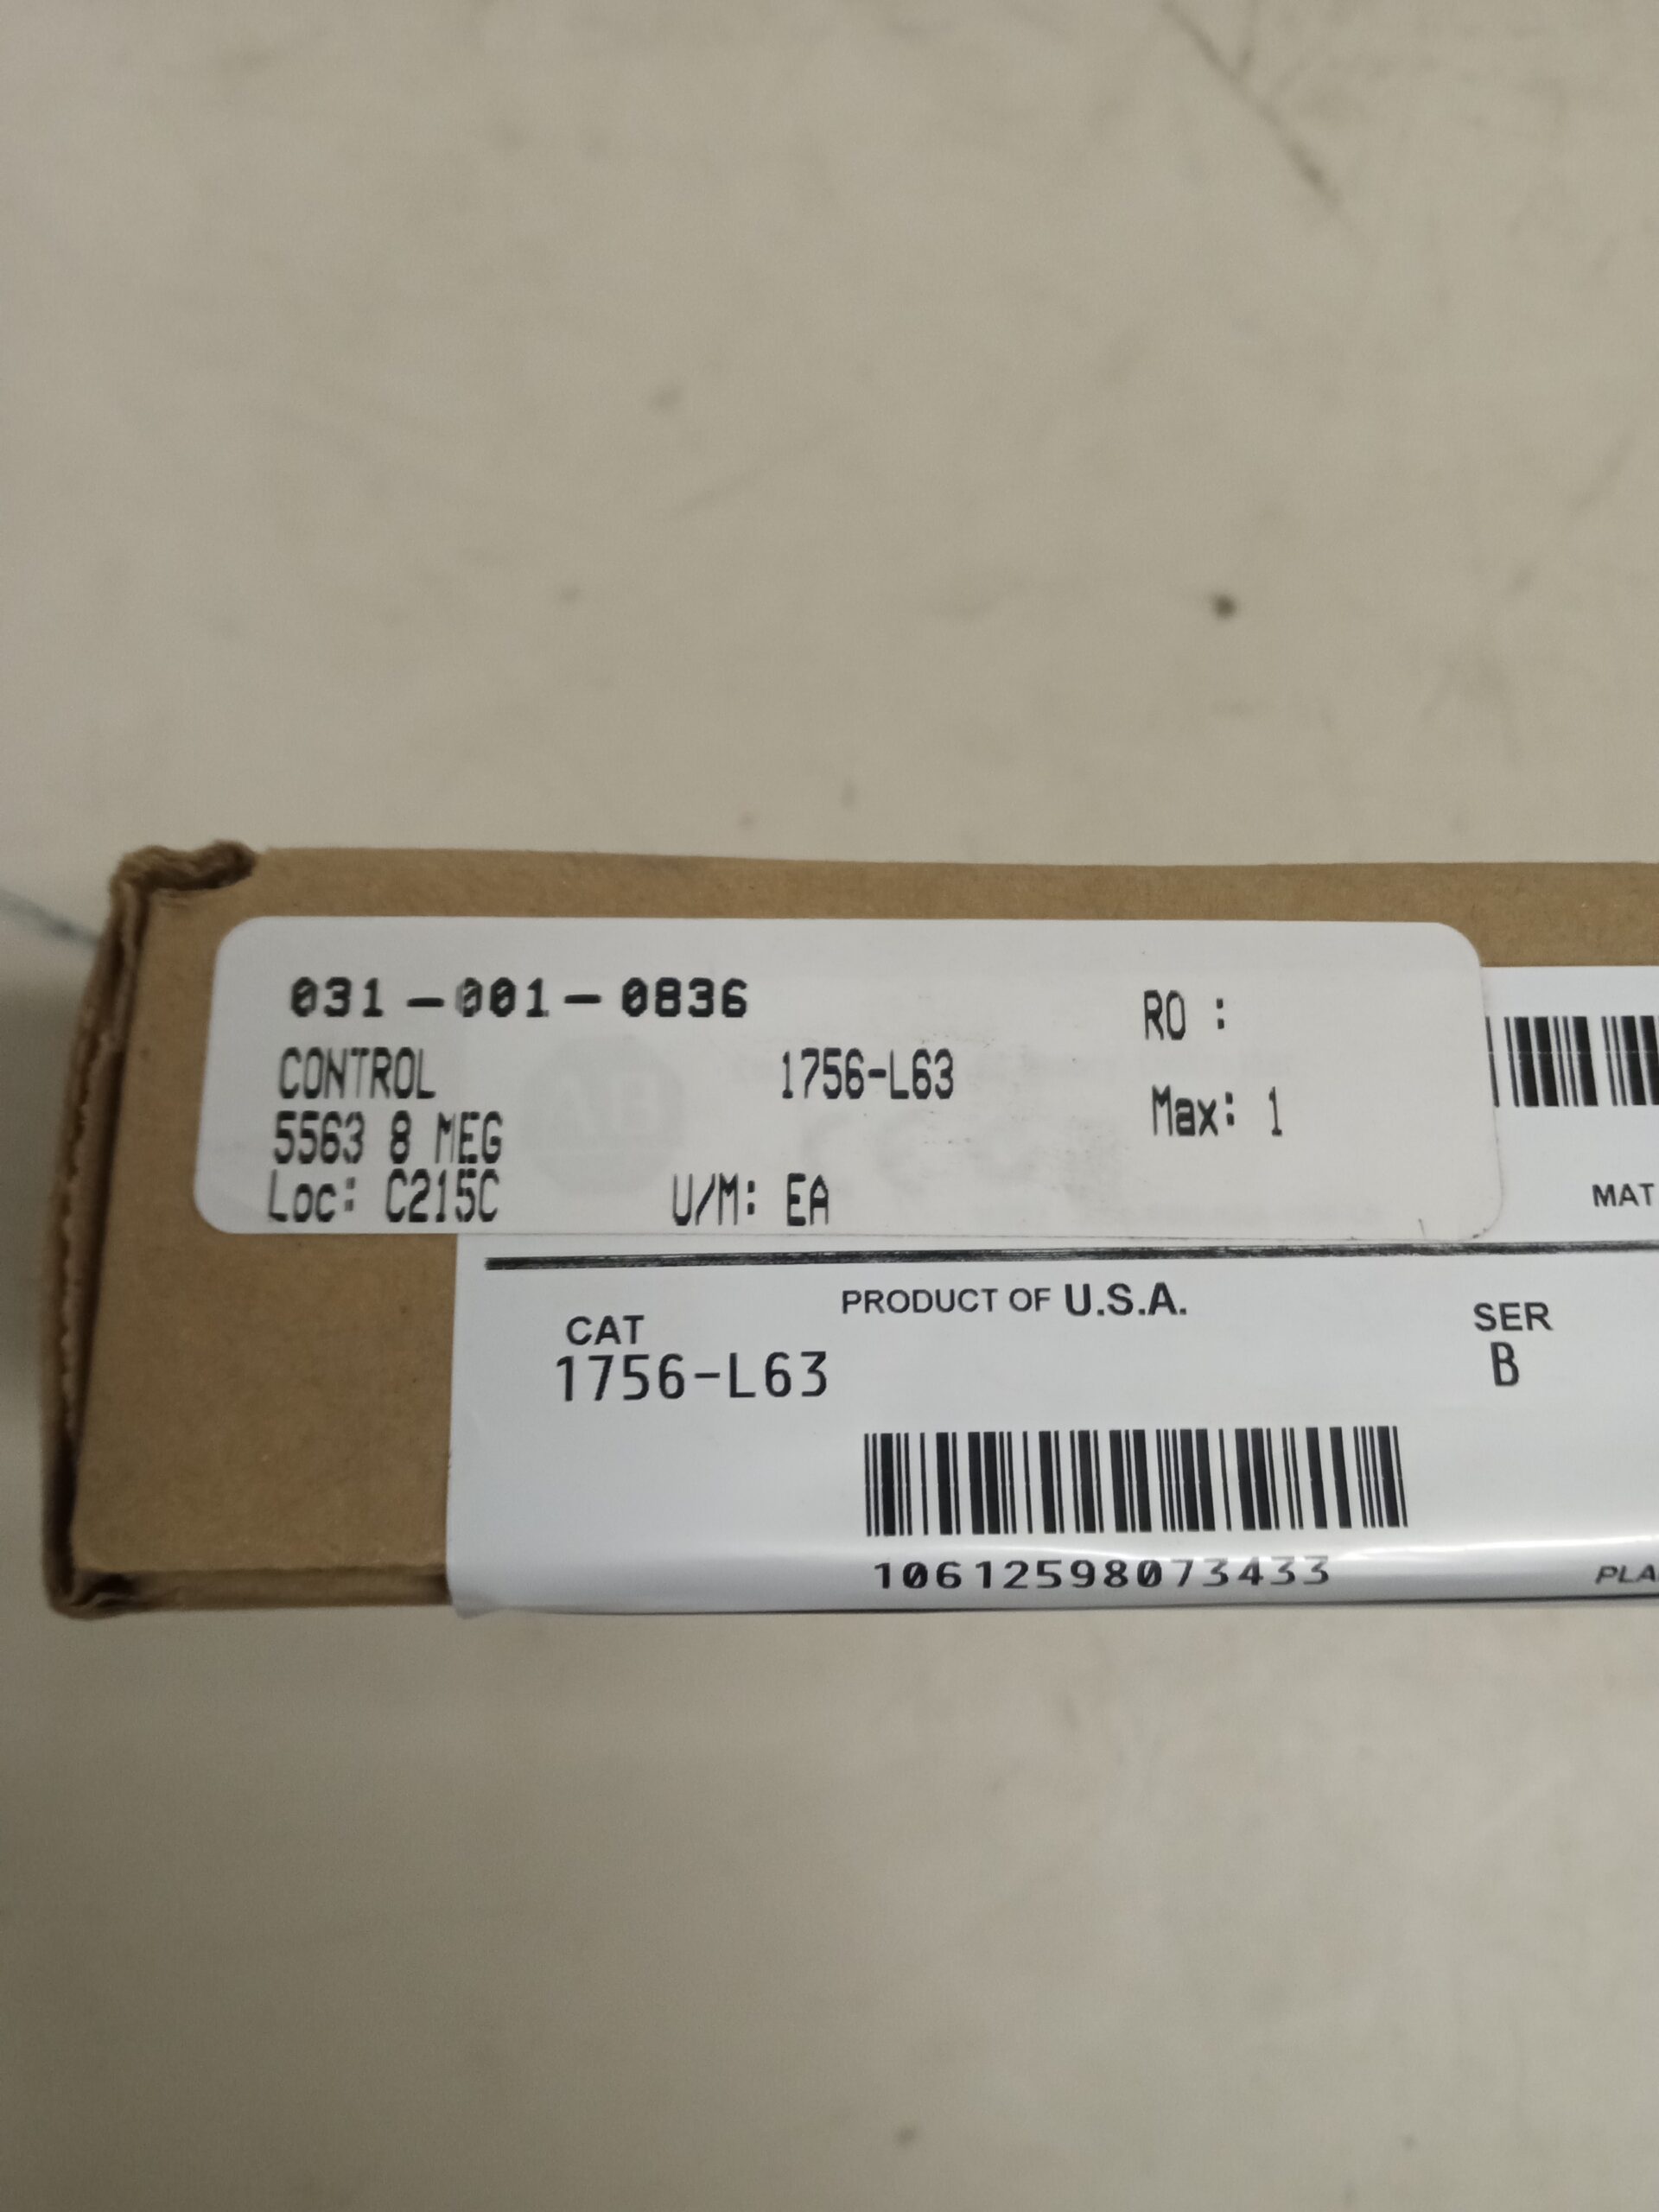 031-001-0836
RO :
CONTROL 1756-L63
5563 8 MEG
Max: 1
Loc: C215C U/M: EA
MAT
PRODUCT OF U.S.A.
CAT
1756-L63
SER
B
10612598073433
PLA